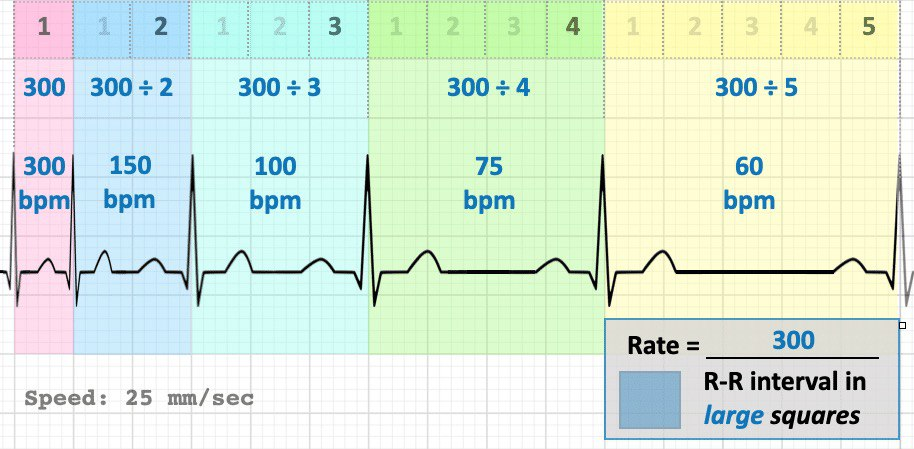 1 1 2 1 2 3 1 2 3 4 1 2 3 4 5
300 300 ÷ 2 300 ÷ 3 300 ÷ 4 300 ÷ 5
300 150 100 75 60
bpm bpm bpm bpm bpm
Rate = 300
R-R interval in
large squares
Speed: 25 mm/sec